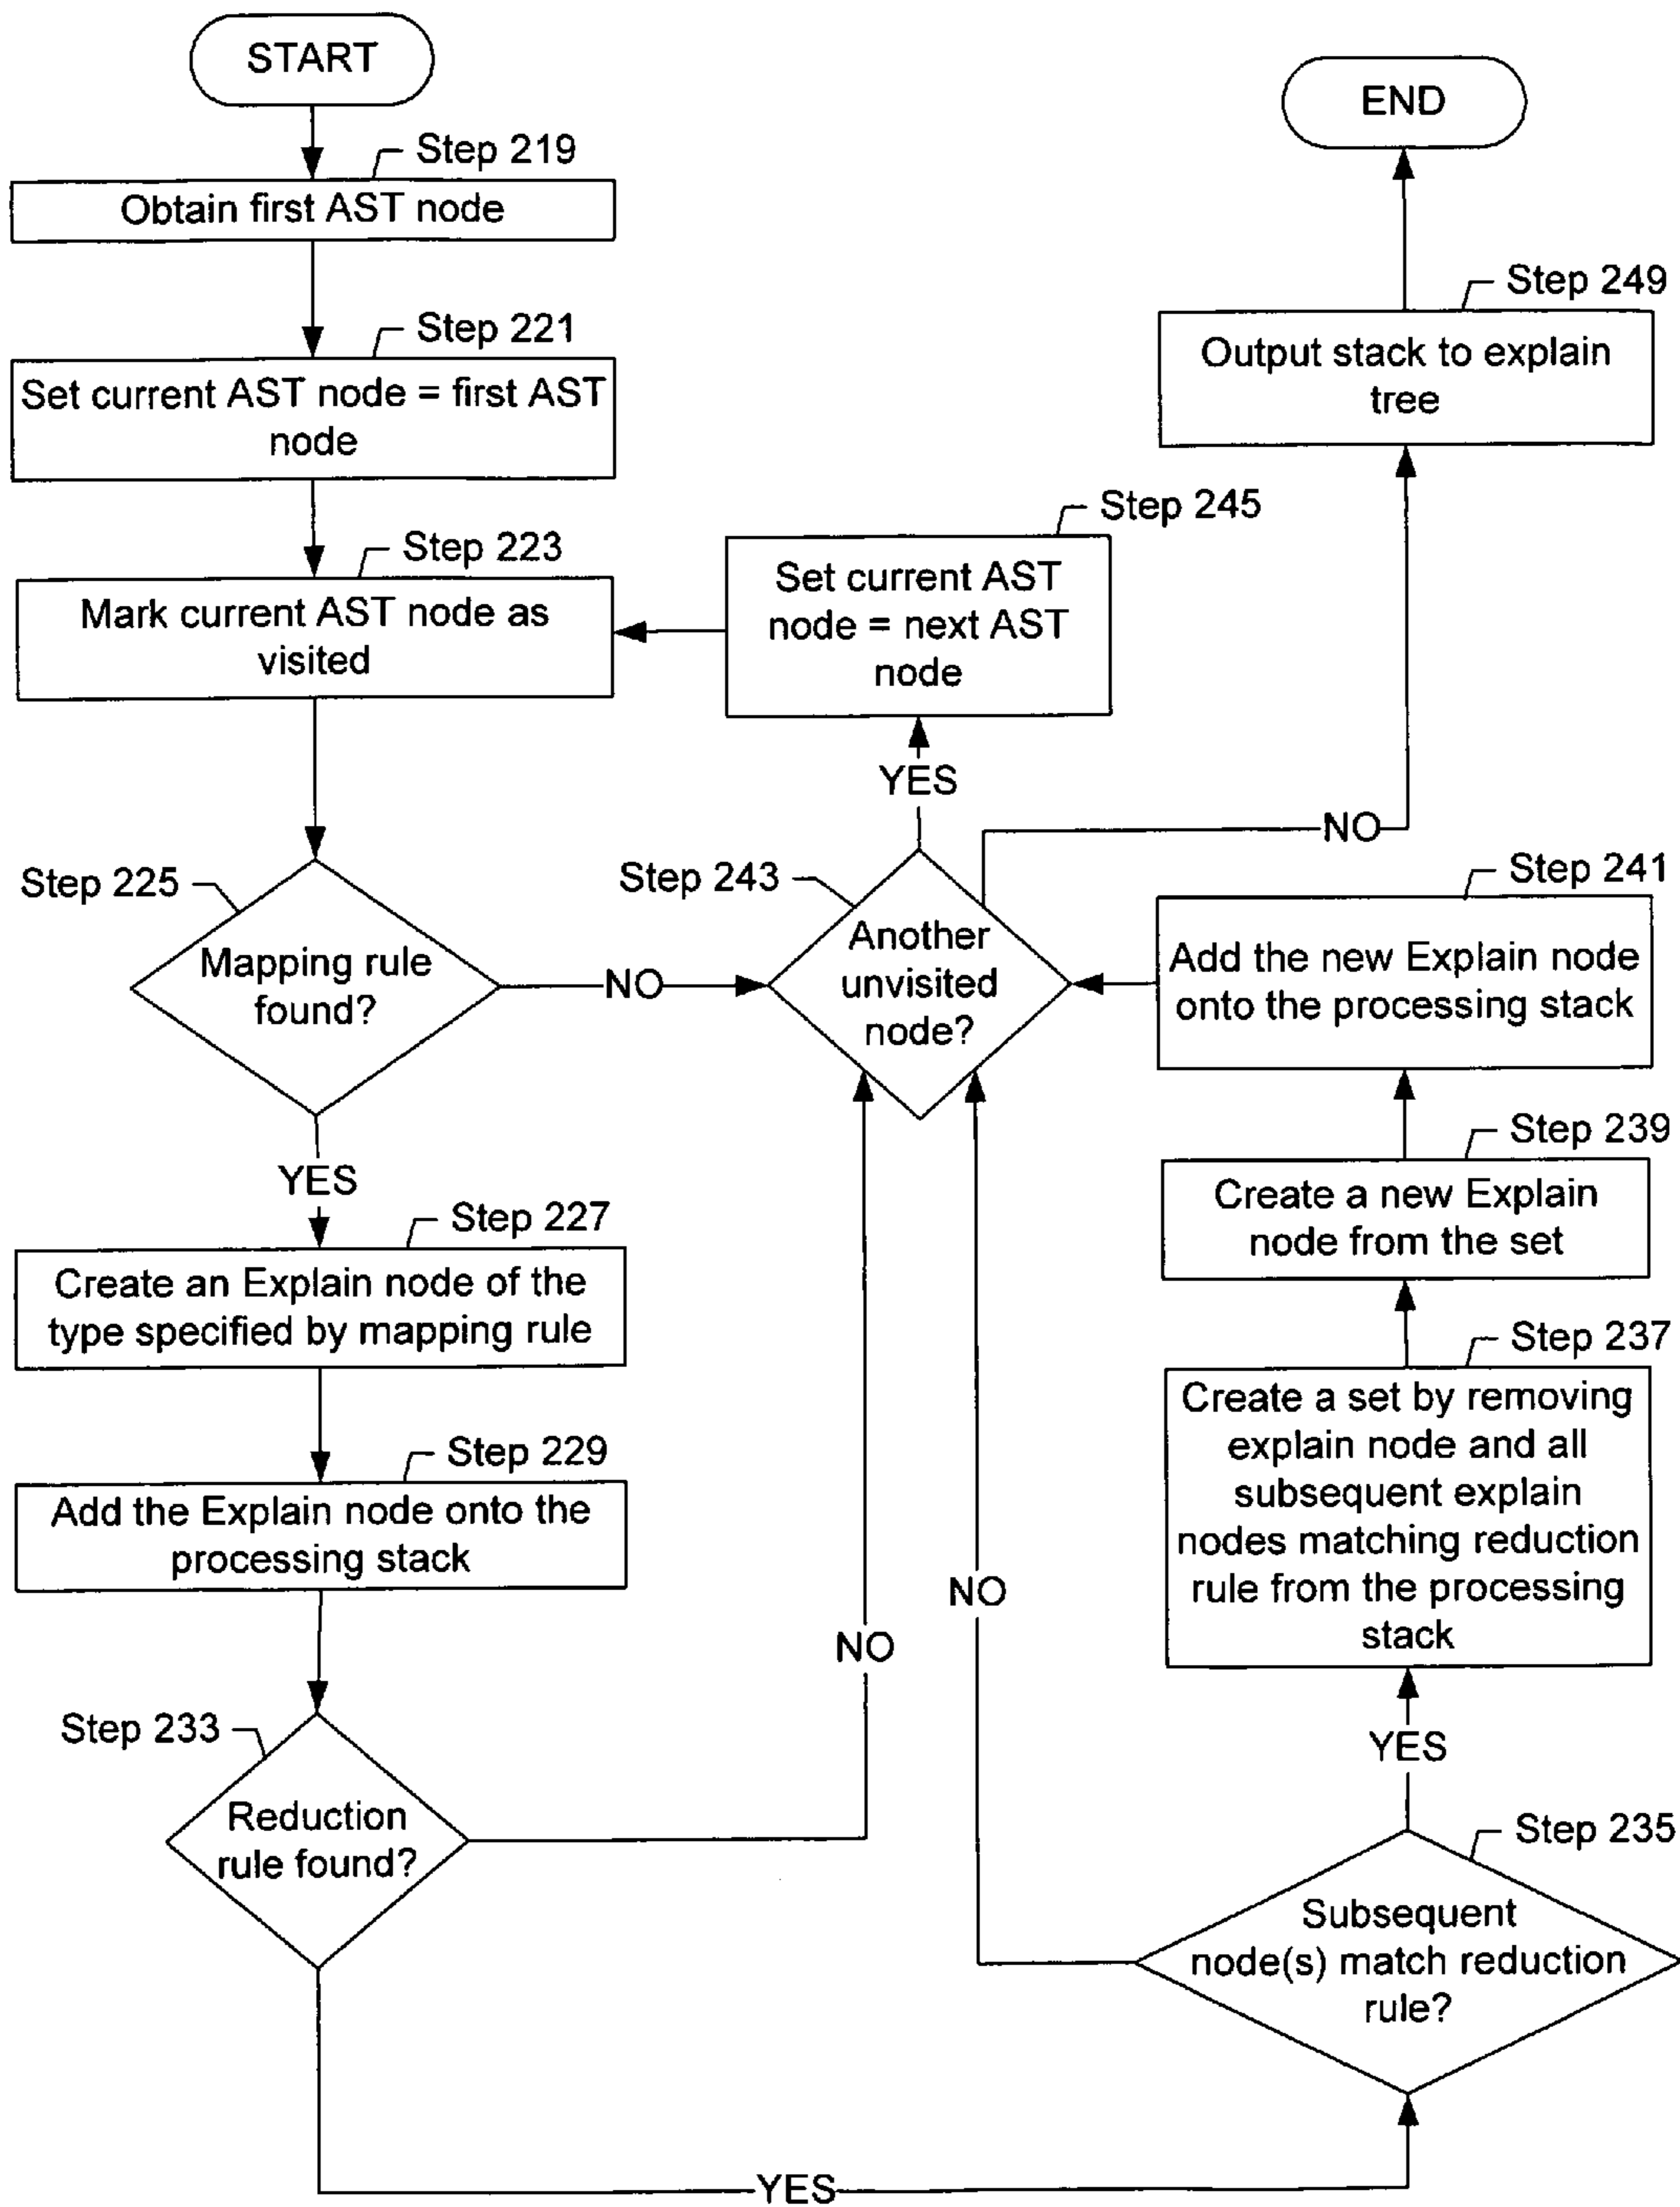 START
Step 219
Obtain first AST node
Step 221
Set current AST node = first AST
node
Step 223
Mark current AST node as
visited
Step 225
Mapping rule
found?
NO
YES
Step 227
Create an Explain node of the
type specified by mapping rule
Step 229
Add the Explain node onto the
processing stack
Step 233
Reduction
rule found?
NO
YES
Step 245
Set current AST
node = next AST
node
YES
Step 243
Another
unvisited
node?
NO
END
Step 249
Output stack to explain
tree
Step 241
Add the new Explain node
onto the processing stack
Step 239
Create a new Explain
node from the set
Step 237
Create a set by removing
explain node and all
subsequent explain
nodes matching reduction
rule from the processing
stack
YES
NO
Step 235
Subsequent
node(s) match reduction
rule?